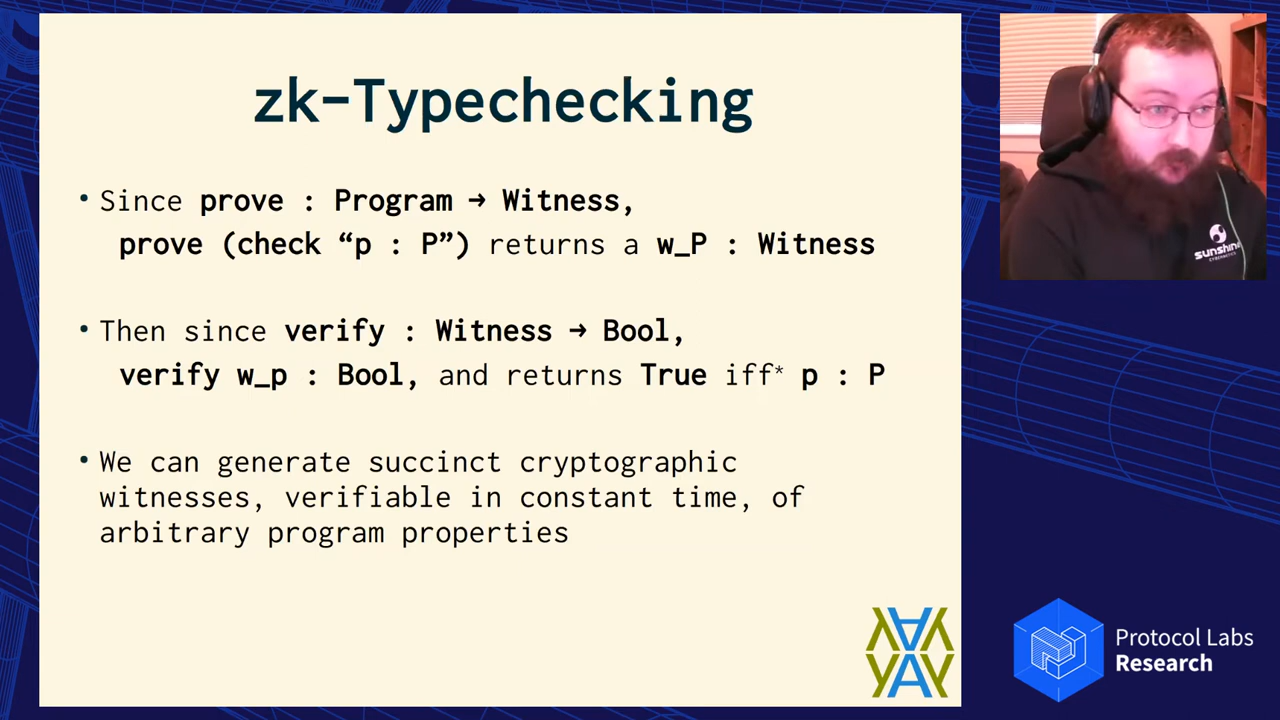 zk-Typechecking
• Since prove : Program → Witness,
prove (check “p : P”) returns a w_P : Witness
• Then since verify : Witness → Bool,
verify w_p : Bool, and returns True iff* p : P
• We can generate succinct cryptographic
witnesses, verifiable in constant time, of
arbitrary program properties
sunshine
CYBERNETICS
Protocol Labs
Research